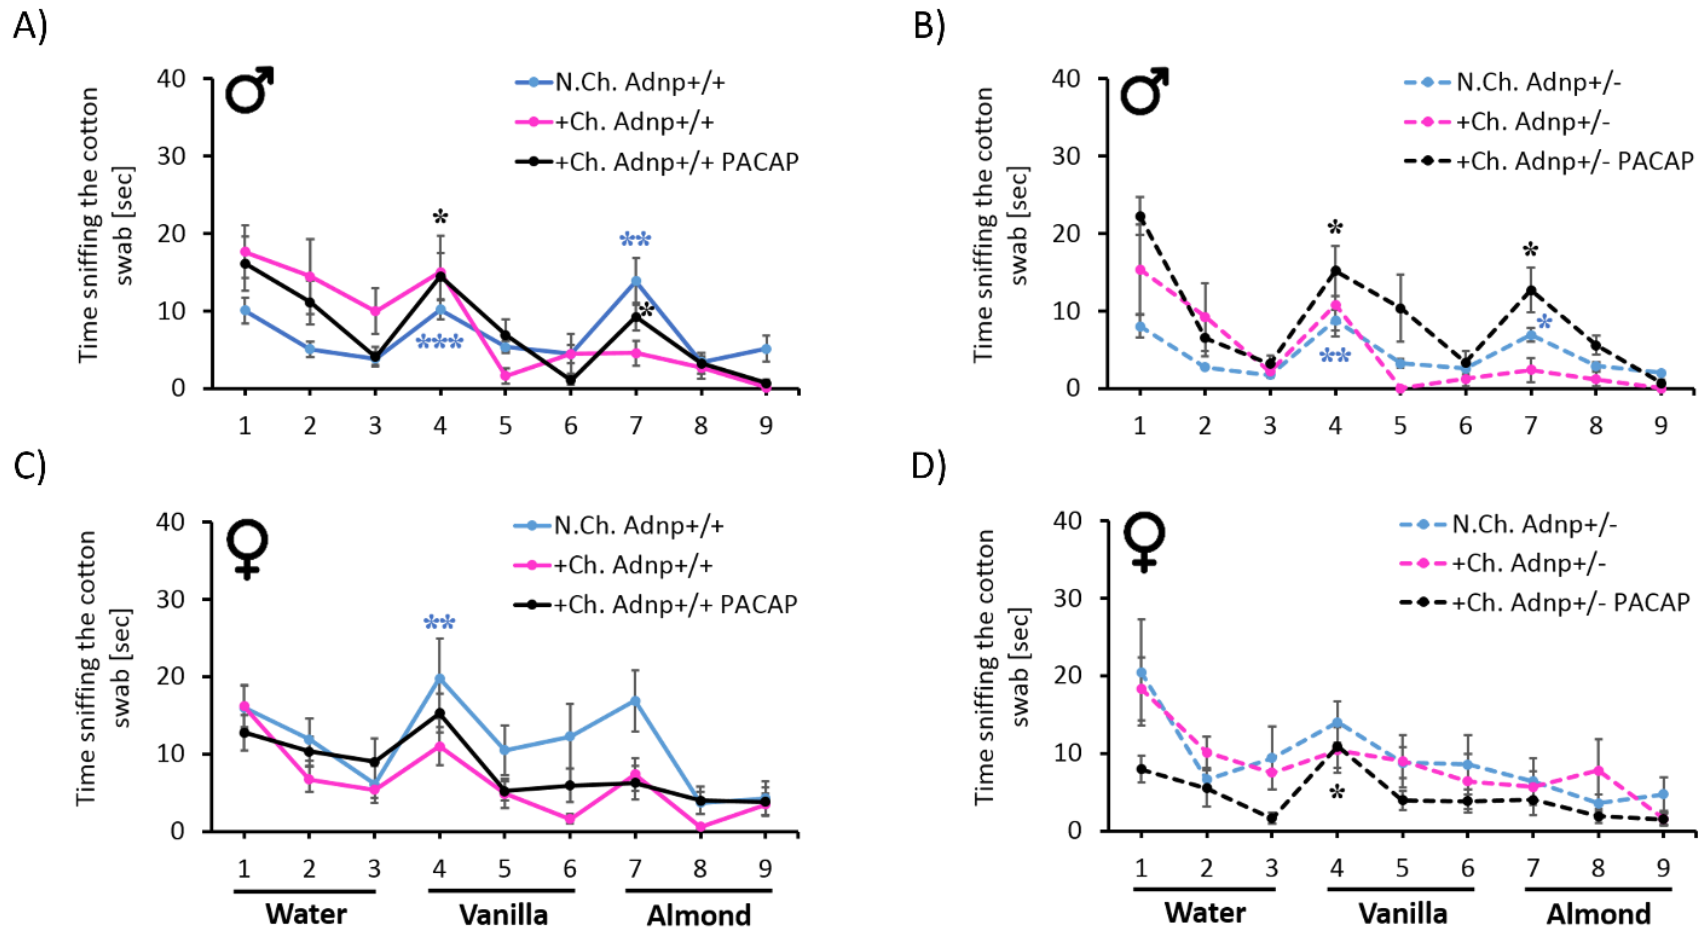 A)
Time sniffing the cotton
swab [sec]
40
30
20
10
0
N.Ch. Adnp+/+
+Ch. Adnp+/+
+Ch. Adnp+/+ PACAP
*
**
***
*
1 2 3 4 5 6 7 8 9
B)
Time sniffing the cotton
swab [sec]
40
30
20
10
0
N.Ch. Adnp+/-
+Ch. Adnp+/-
+Ch. Adnp+/- PACAP
*
*
*
**
1 2 3 4 5 6 7 8 9
C)
Time sniffing the cotton
swab [sec]
40
30
20
10
0
N.Ch. Adnp+/+
+Ch. Adnp+/+
+Ch. Adnp+/+ PACAP
**
1 2 3 4 5 6 7 8 9
Water Vanilla Almond
D)
Time sniffing the cotton
swab [sec]
40
30
20
10
0
N.Ch. Adnp+/-
+Ch. Adnp+/-
+Ch. Adnp+/- PACAP
*
1 2 3 4 5 6 7 8 9
Water Vanilla Almond